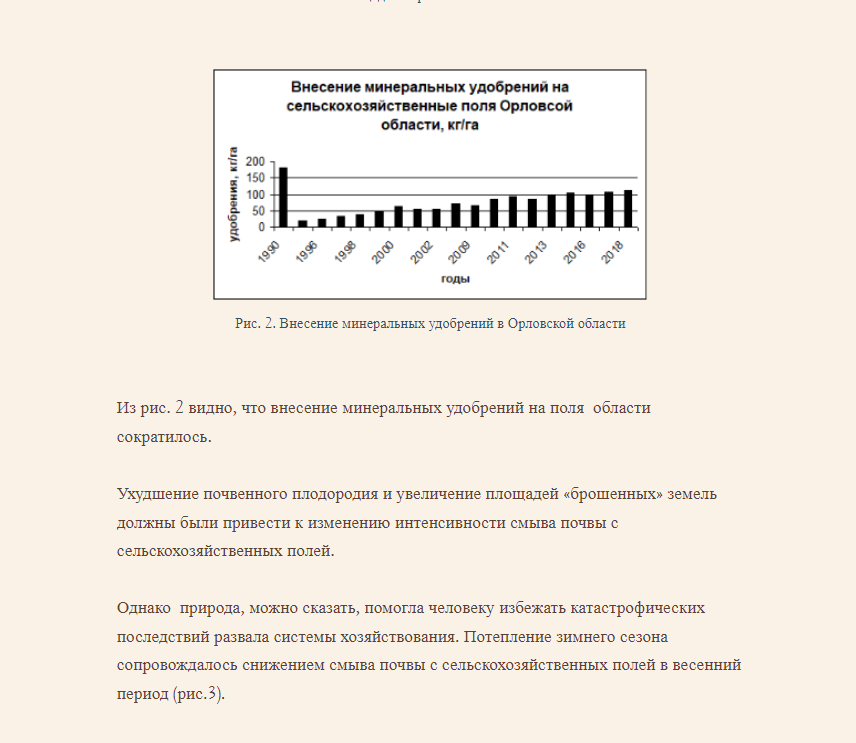 Внесение минеральных удобрений на
сельскохозяйственные поля Орловсой
области, кг/га
удобрения, кг/га
200
150
100
50
0
1990
1996
1998
2000
2002
2009
2011
2013
2016
2018
годы
Рис. 2. Внесение минеральных удобрений в Орловской области
Из рис. 2 видно, что внесение минеральных удобрений на поля  области
сократилось.
Ухудшение почвенного плодородия и увеличение площадей «брошенных» земель
должны были привести к изменению интенсивности смыва почвы с
сельскохозяйственных полей.
Однако  природа, можно сказать, помогла человеку избежать катастрофических
последствий развала системы хозяйствования. Потепление зимнего сезона
сопровождалось снижением смыва почвы с сельскохозяйственных полей в весенний
период (рис.3).